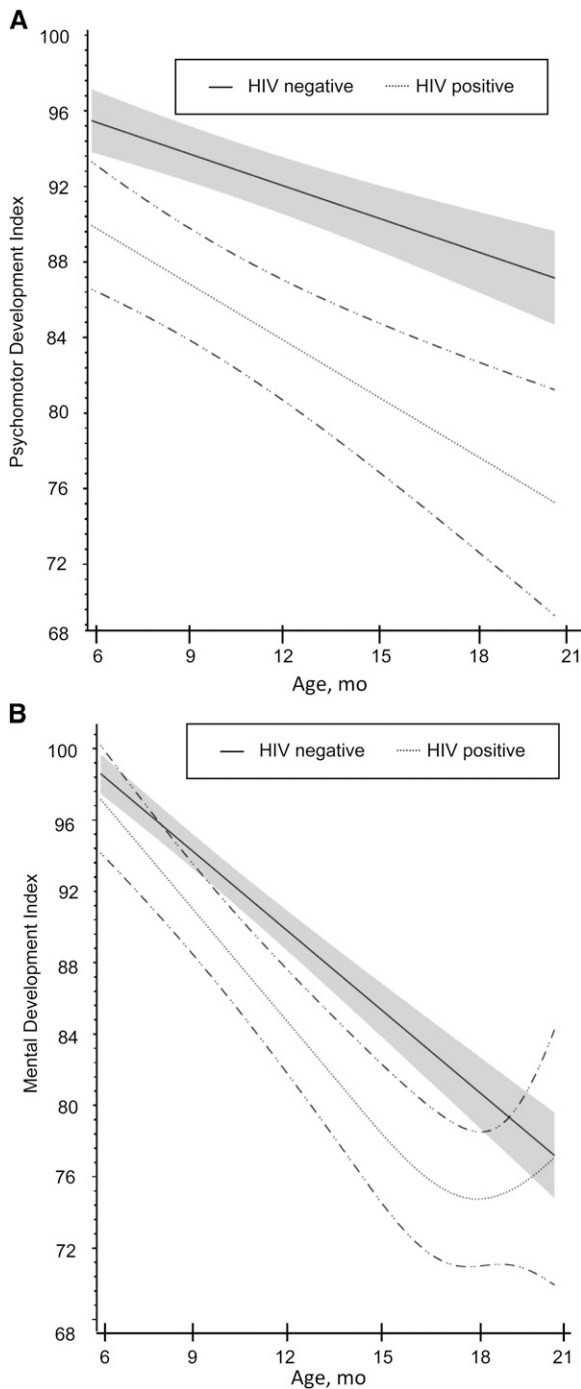 A
100
HIV negative HIV positive
96
92
88
84
80
76
72
68
Psychomotor Development Index
6 9 12 15 18 21
Age, mo
B
HIV negative HIV positive
100
96
92
88
84
80
76
72
68
Mental Development Index
6 9 12 15 18 21
Age, mo